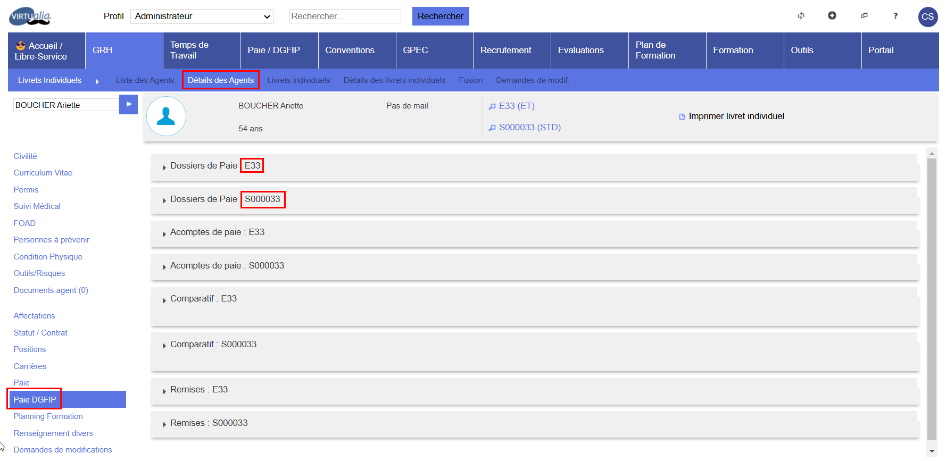 VIRTUalia
Profil Administrateur Rechercher... Rechercher ? CS
Accueil / Libre-Service GRH Temps de Travail Paie / DGFIP Conventions GPEC Recrutement Evaluations Plan de Formation Formation Outils Portail
Livrets Individuels Liste des Agents Détails des Agents Livrets individuels Détails des livrets individuels Fusion Demandes de modif.
BOUCHER Arlette
BOUCHER Arlette Pas de mail E33 (ET) Imprimer livret individuel
54 ans S000033 (STD)
Civilité
Curriculum Vitae
Permis
Suivi Médical
FOAD
Personnes à prévenir
Condition Physique
Outils/Risques
Documents agent (0)
Affectations
Statut / Contrat
Positions
Carrières
Paie
Paie DGFIP
Planning Formation
Renseignement divers
Demandes de modifications
Dossiers de Paie E33
Dossiers de Paie S000033
Acomptes de paie : E33
Acomptes de paie : S000033
Comparatif : E33
Comparatif : S000033
Remises : E33
Remises : S000033